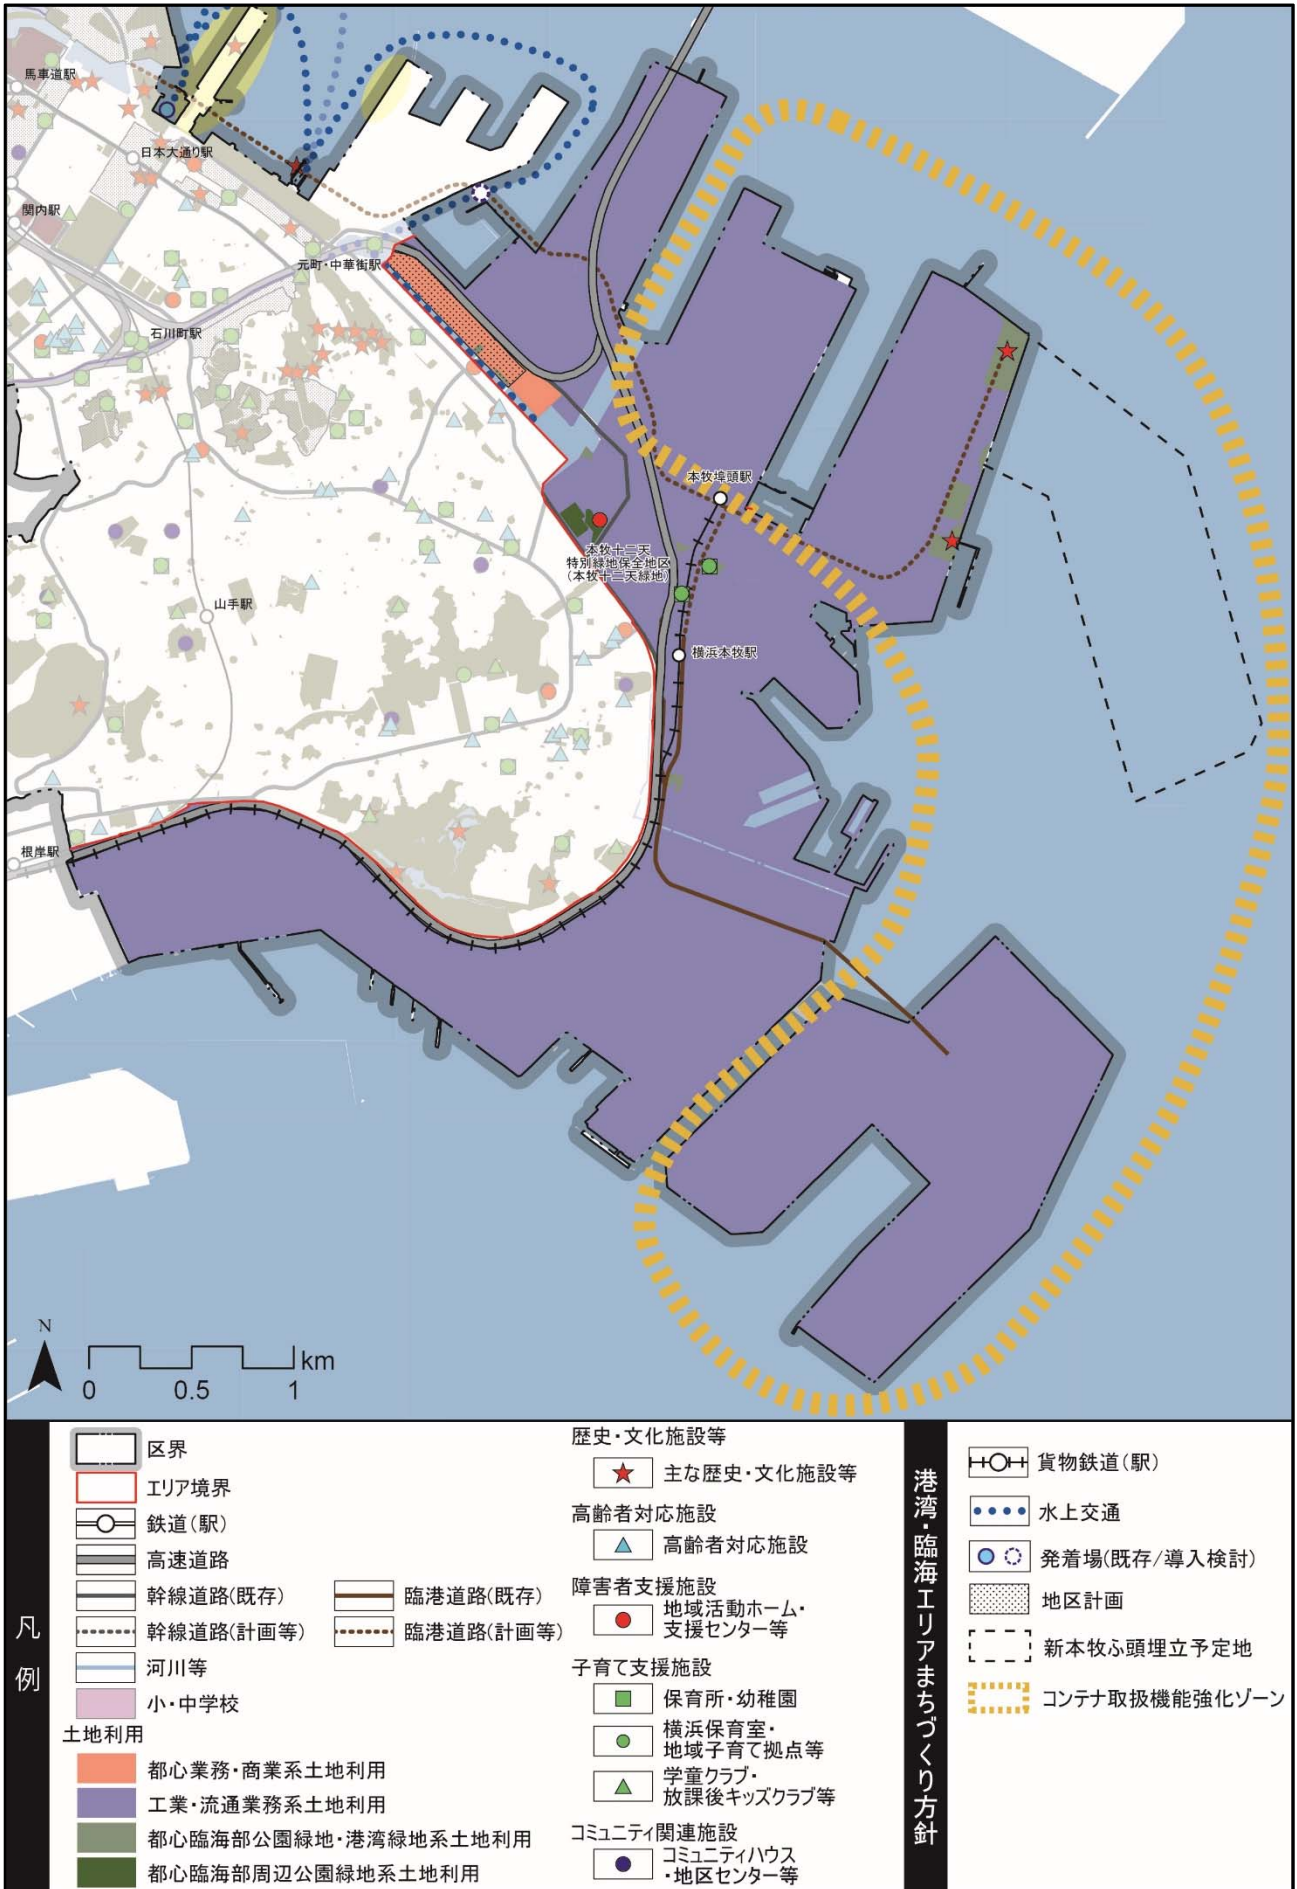 馬車道駅
日本大通り駅
関内駅
元町・中華街駅
石川町駅
本牧埠頭駅
本牧十二天
特別緑地保全地区
(本牧十二天緑地)
山手駅
横浜本牧駅
根岸駅
N
km
0 0.5 1
凡例
区界
エリア境界
鉄道(駅)
高速道路
幹線道路(既存)
臨港道路(既存)
幹線道路(計画等)
臨港道路(計画等)
河川等
小・中学校
土地利用
都心業務・商業系土地利用
工業・流通業務系土地利用
都心臨海部公園緑地・港湾緑地系土地利用
都心臨海部周辺公園緑地系土地利用
歴史・文化施設等
主な歴史・文化施設等
高齢者対応施設
高齢者対応施設
障害者支援施設
地域活動ホーム・
支援センター等
子育て支援施設
保育所・幼稚園
横浜保育室・
地域子育て拠点等
学童クラブ・
放課後キッズクラブ等
コミュニティ関連施設
コミュニティハウス
・地区センター等
港湾・臨海エリアまちづくり方針
貨物鉄道(駅)
水上交通
発着場(既存/導入検討)
地区計画
新本牧ふ頭埋立予定地
コンテナ取扱機能強化ゾーン